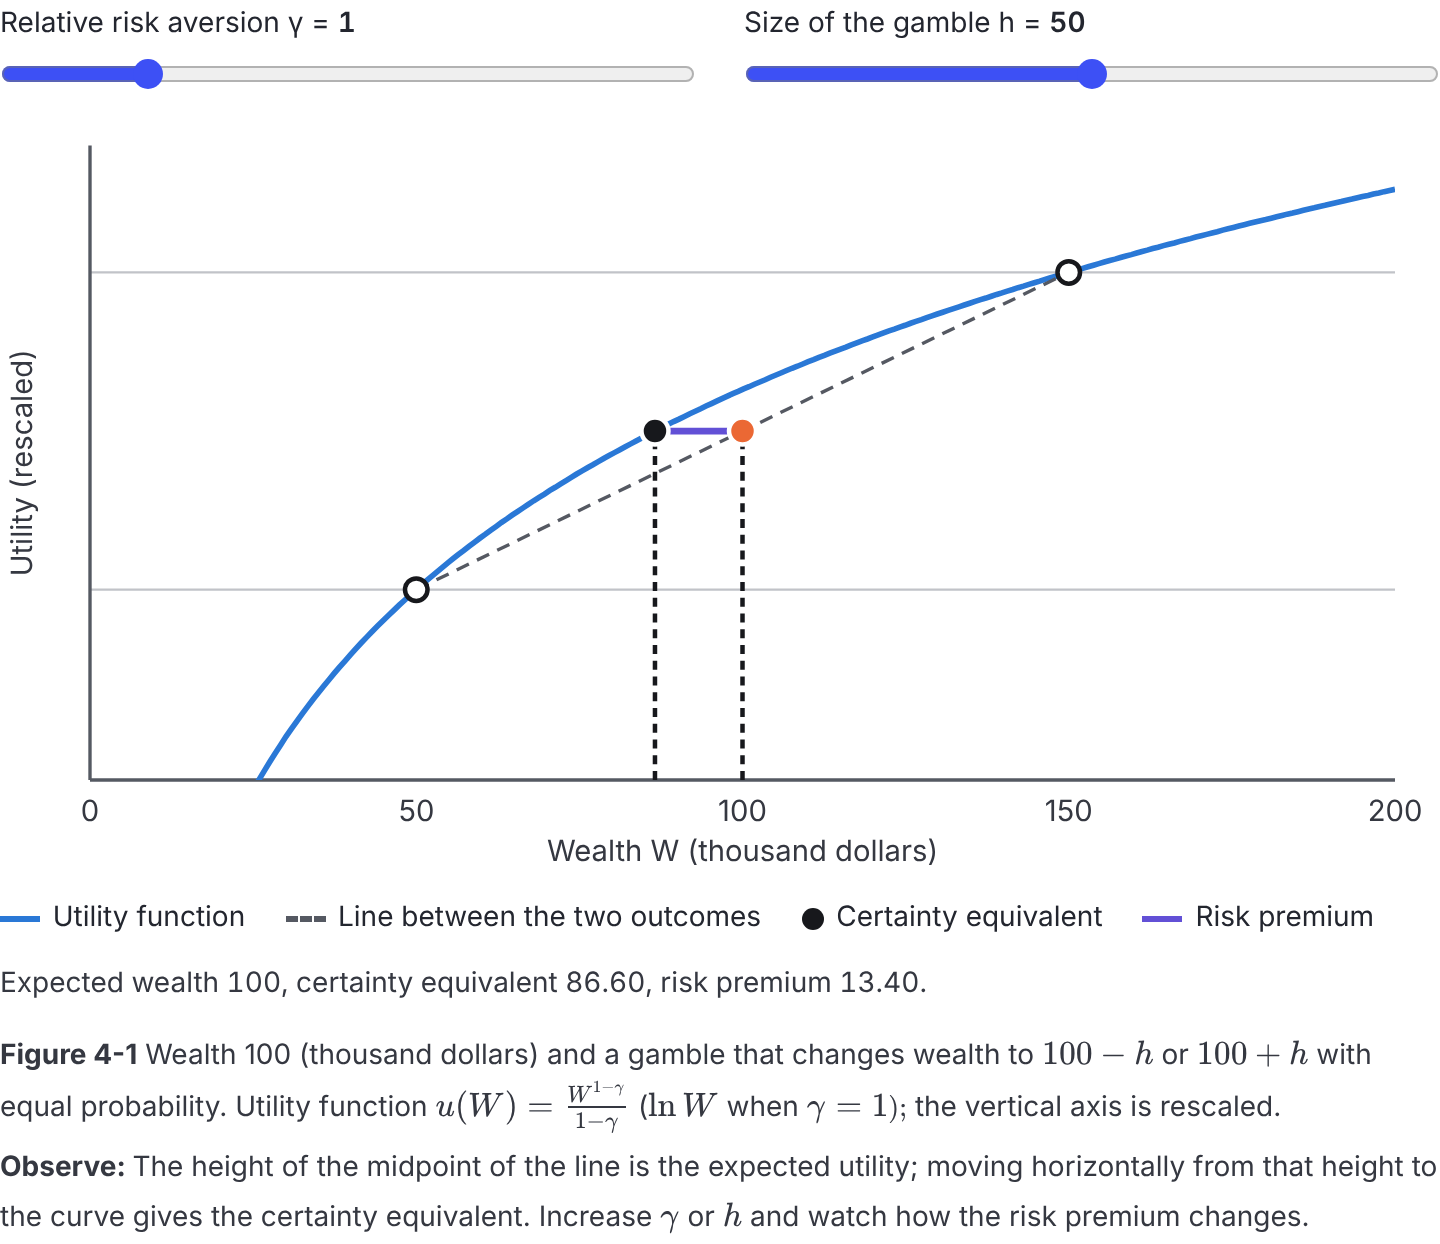 Relative risk aversion γ = 1
Size of the gamble h = 50
Utility (rescaled)
0 50 100 150 200
Wealth W (thousand dollars)
Utility function Line between the two outcomes Certainty equivalent Risk premium
Expected wealth 100, certainty equivalent 86.60, risk premium 13.40.
Figure 4-1 Wealth 100 (thousand dollars) and a gamble that changes wealth to 100 − h or 100 + h with
equal probability. Utility function u(W) = \frac{W^{1−γ}}{1−γ} (ln W when γ = 1); the vertical axis is rescaled.
Observe: The height of the midpoint of the line is the expected utility; moving horizontally from that height to
the curve gives the certainty equivalent. Increase γ or h and watch how the risk premium changes.